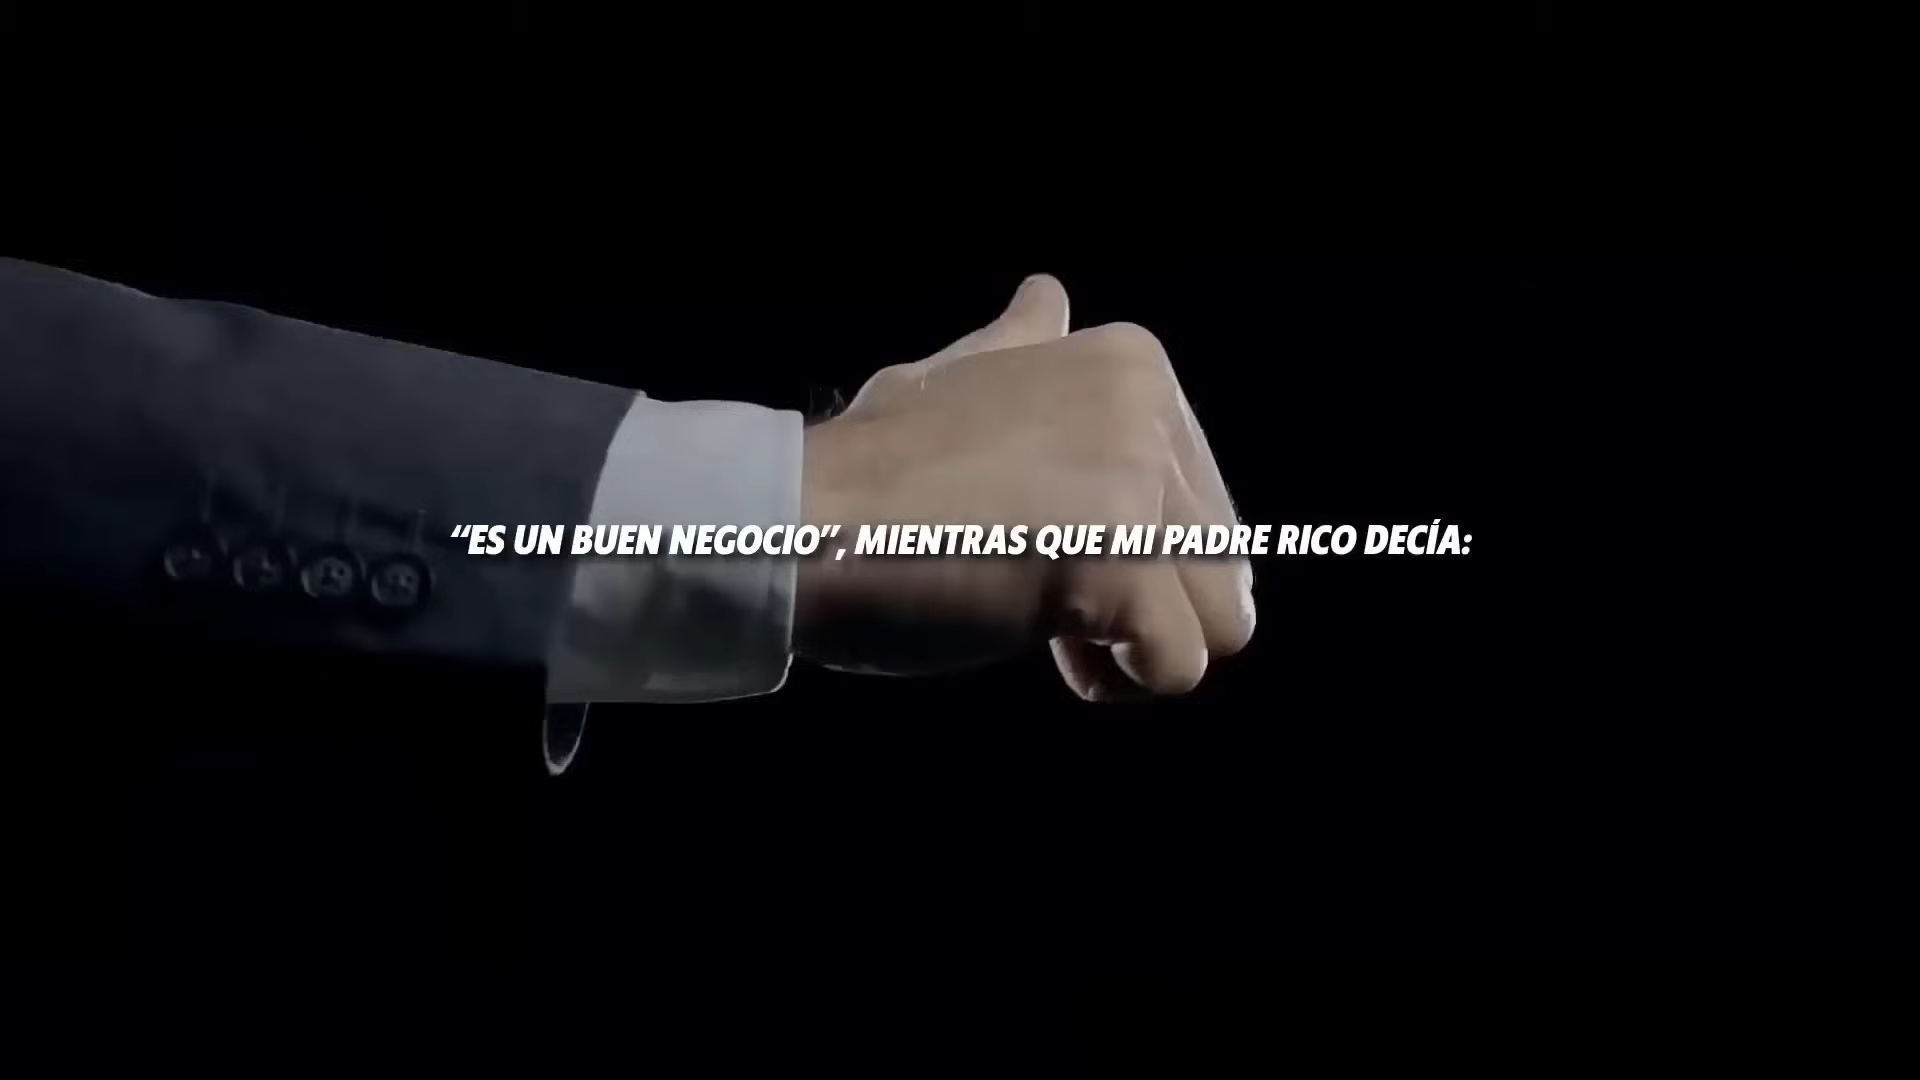 “ES UN BUEN NEGOCIO”, MIENTRAS QUE MI PADRE RICO DECÍA: